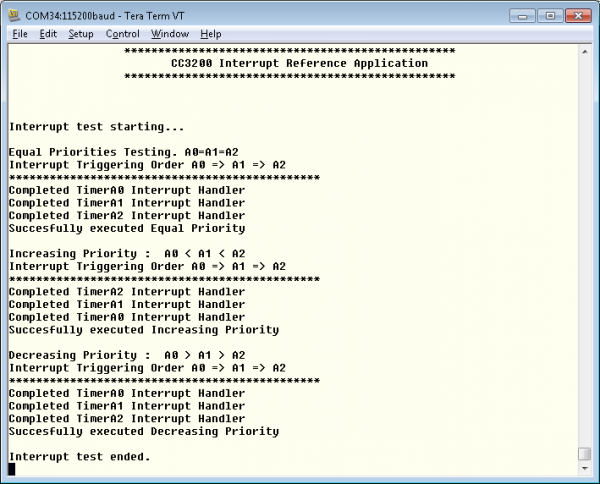 COM34:115200baud - Tera Term VT
File Edit Setup Control Window Help
*************************************************
CC3200 Interrupt Reference Application
*************************************************
Interrupt test starting...
Equal Priorities Testing. A0=A1=A2
Interrupt Triggering Order A0 => A1 => A2
**********************************************
Completed TimerA0 Interrupt Handler
Completed TimerA1 Interrupt Handler
Completed TimerA2 Interrupt Handler
Succesfully executed Equal Priority
Increasing Priority :  A0 < A1 < A2
Interrupt Triggering Order A0 => A1 => A2
**********************************************
Completed TimerA2 Interrupt Handler
Completed TimerA1 Interrupt Handler
Completed TimerA0 Interrupt Handler
Succesfully executed Increasing Priority
Decreasing Priority :  A0 > A1 > A2
Interrupt Triggering Order A0 => A1 => A2
**********************************************
Completed TimerA0 Interrupt Handler
Completed TimerA1 Interrupt Handler
Completed TimerA2 Interrupt Handler
Succesfully executed Decreasing Priority
Interrupt test ended.